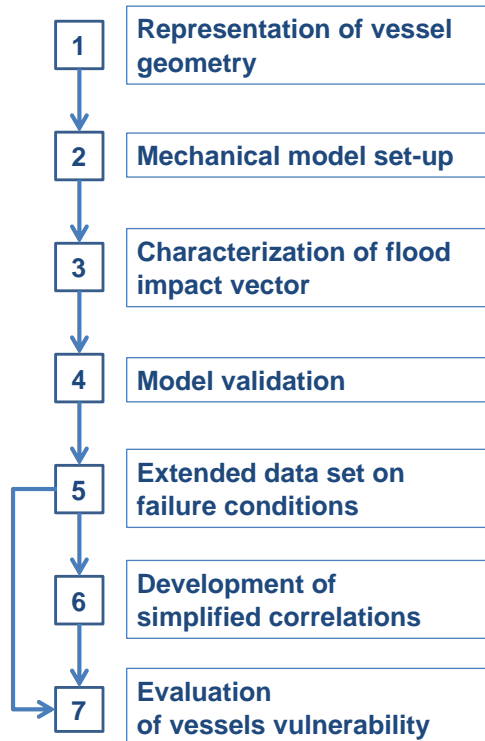 1
Representation of vessel
geometry
2
Mechanical model set-up
3
Characterization of flood
impact vector
4
Model validation
5
Extended data set on
failure conditions
6
Development of
simplified correlations
7
Evaluation
of vessels vulnerability